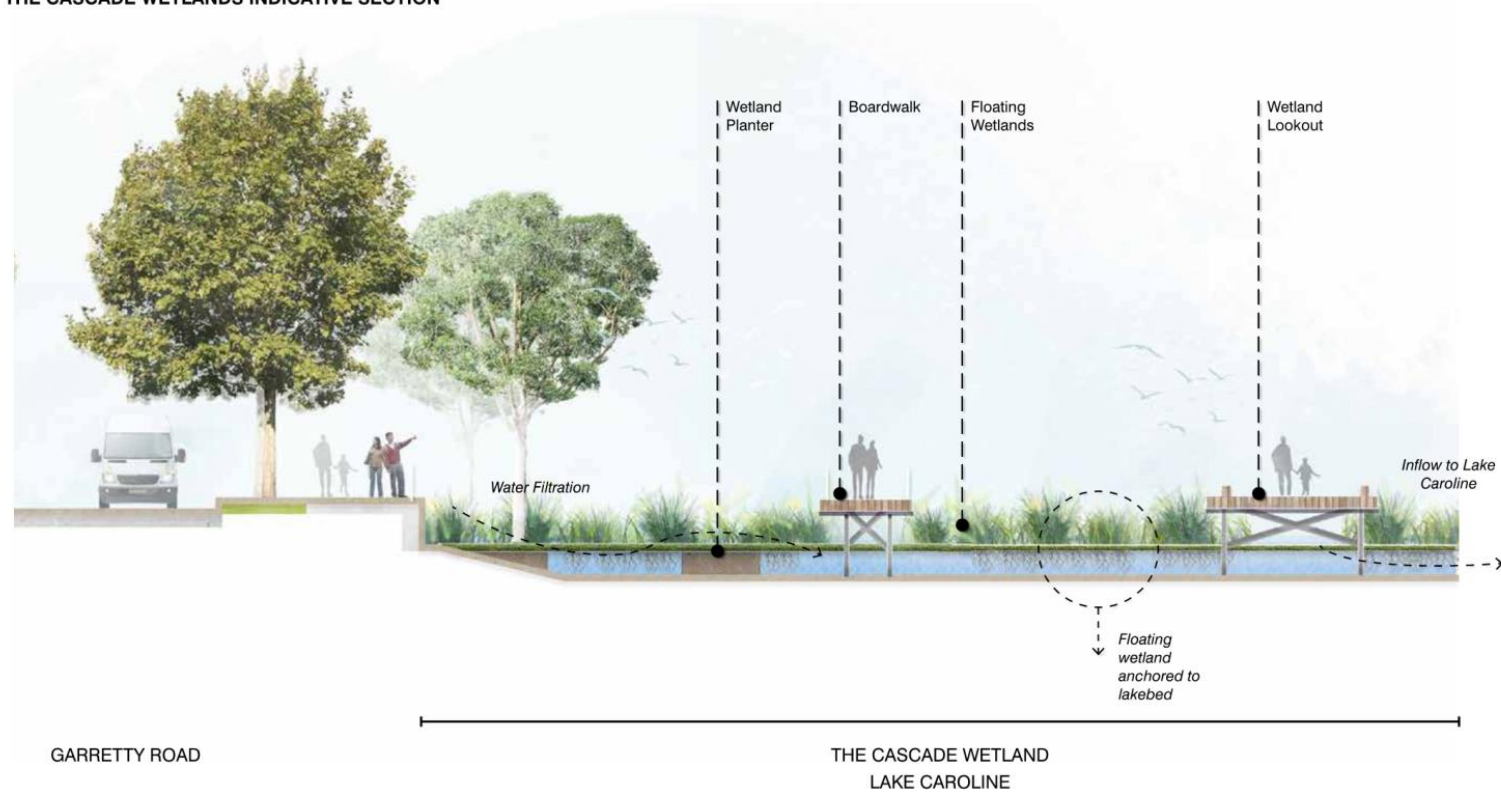 THE CASCADE WETLANDS INDICATIVE SECTION
Wetland
Planter
Boardwalk
Floating
Wetlands
Wetland
Lookout
Water Filtration
Inflow to Lake
Caroline
Floating
wetland
anchored to
lakebed
GARRETTY ROAD
THE CASCADE WETLAND
LAKE CAROLINE